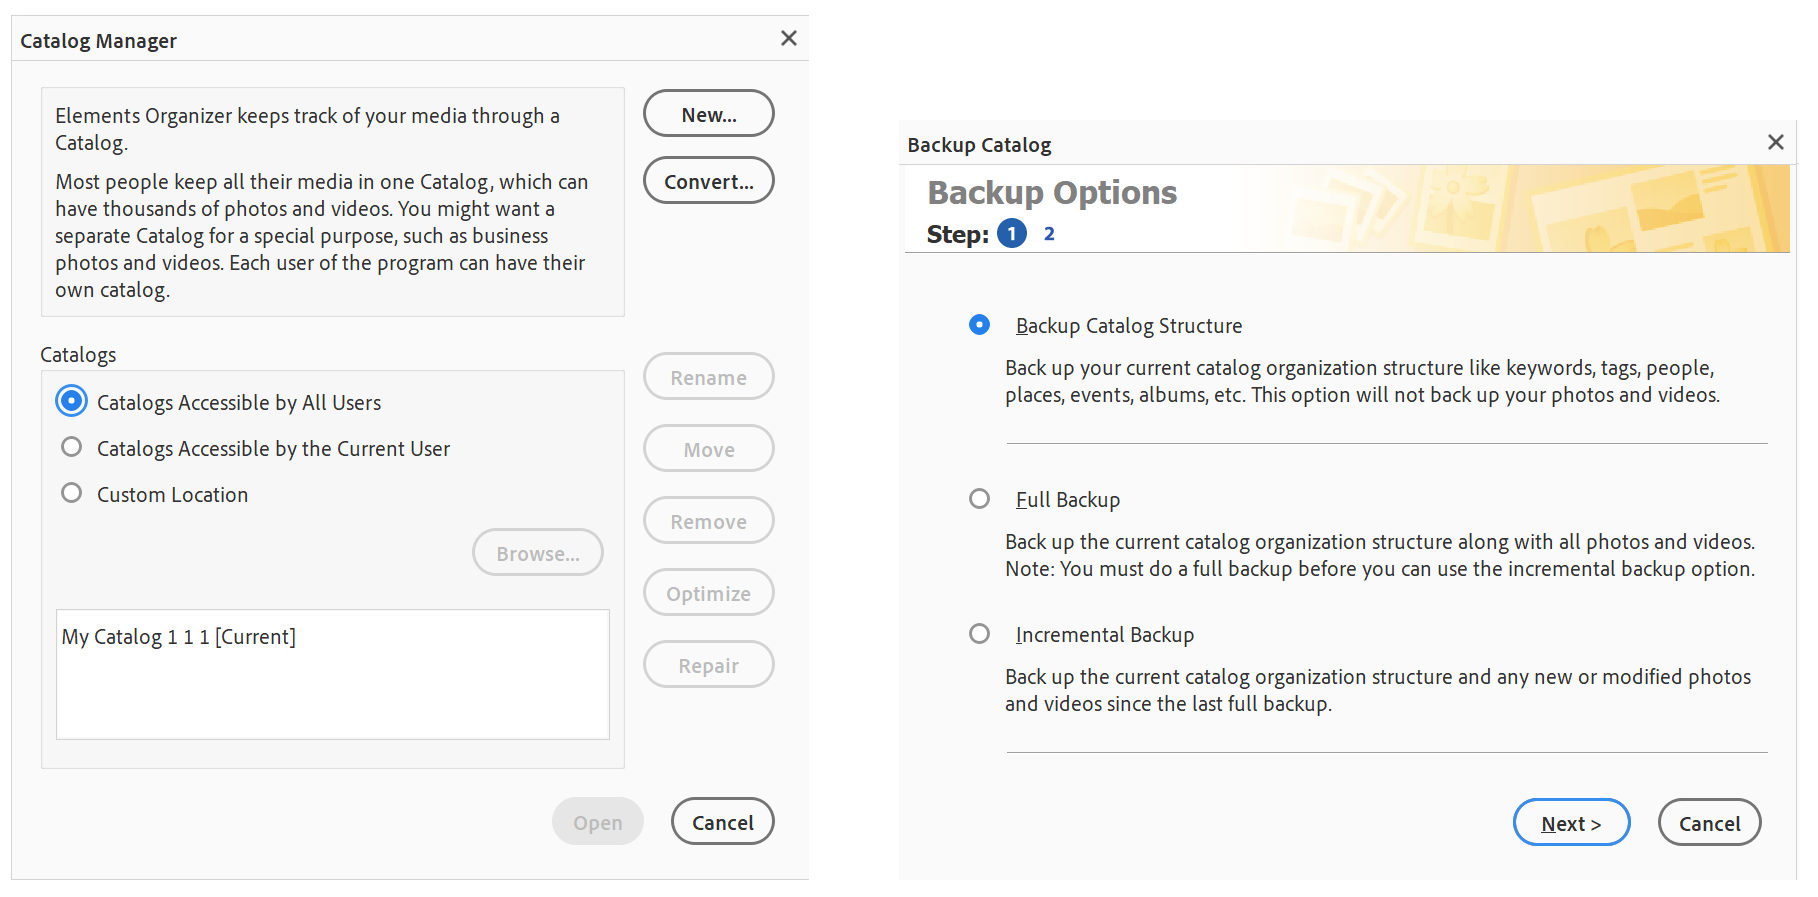 Catalog Manager
Elements Organizer keeps track of your media through a
Catalog.
Most people keep all their media in one Catalog, which can
have thousands of photos and videos. You might want a
separate Catalog for a special purpose, such as business
photos and videos. Each user of the program can have their
own catalog.
New...
Convert...
Catalogs
Catalogs Accessible by All Users
Catalogs Accessible by the Current User
Custom Location
Browse...
My Catalog 1 1 1 [Current]
Rename
Move
Remove
Optimize
Repair
Open
Cancel
Backup Catalog
Backup Options
Step: 1 2
Backup Catalog Structure
Back up your current catalog organization structure like keywords, tags, people,
places, events, albums, etc. This option will not back up your photos and videos.
Full Backup
Back up the current catalog organization structure along with all photos and videos.
Note: You must do a full backup before you can use the incremental backup option.
Incremental Backup
Back up the current catalog organization structure and any new or modified photos
and videos since the last full backup.
Next >
Cancel